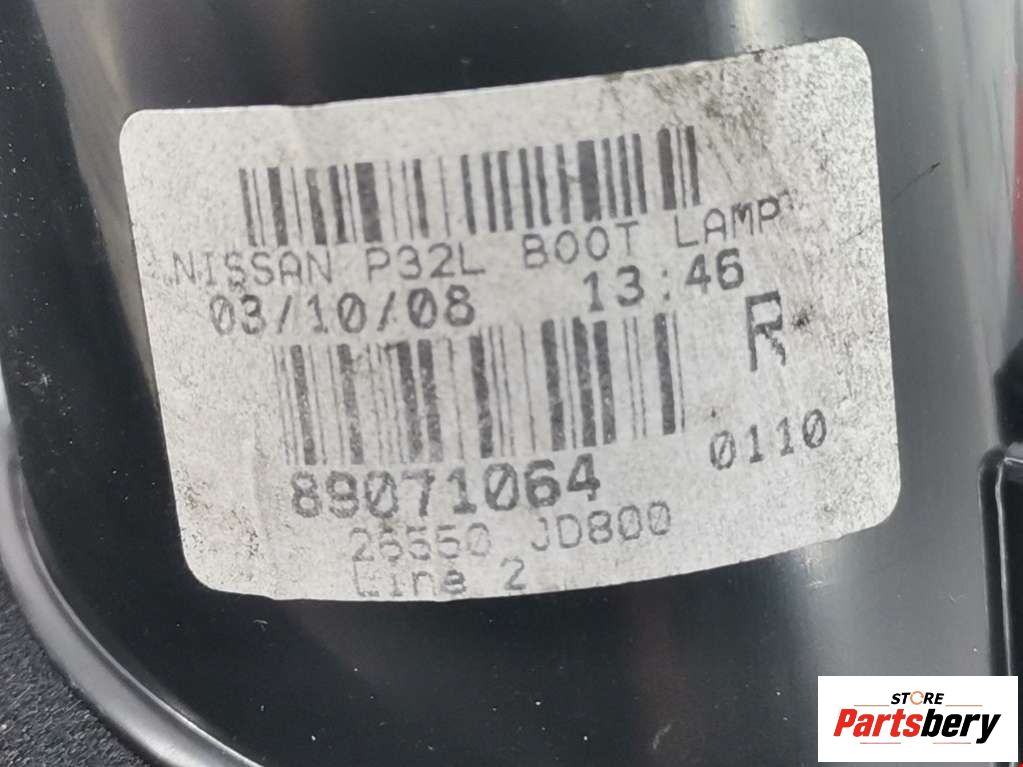 NISSAN P32L BOOT LAMP
03/10/08 13:46
R
89071064
0110
26550 JD800
Line 2
STORE
Partsbery